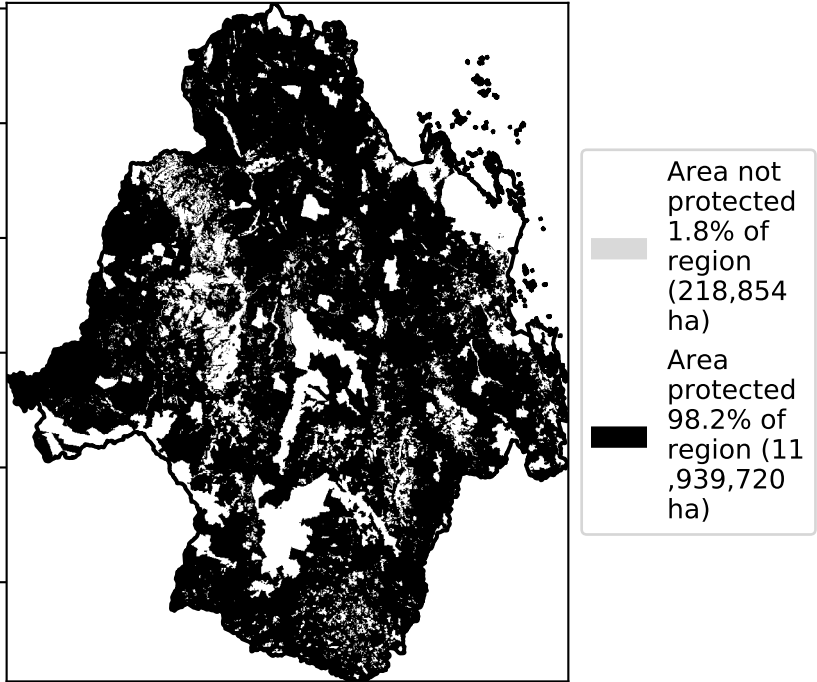 Area not
protected
1.8% of
region
(218,854
ha)
Area
protected
98.2% of
region (11
,939,720
ha)